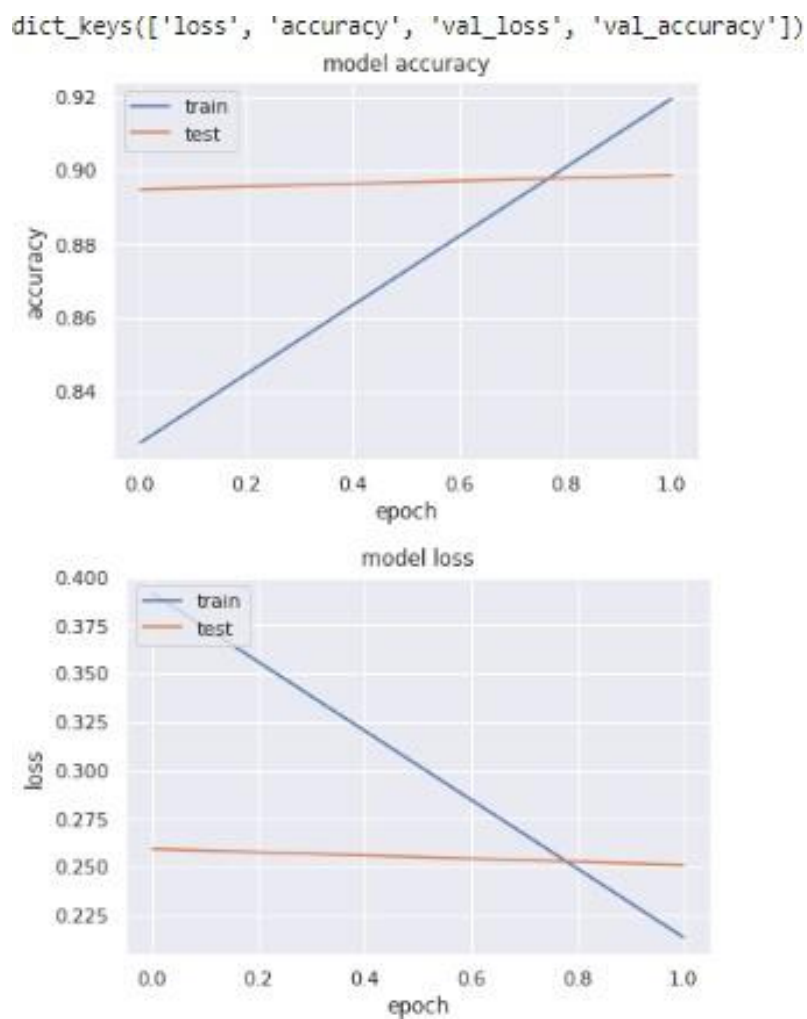 dict_keys(['loss', 'accuracy', 'val_loss', 'val_accuracy'])
model accuracy
0.92
train
test
0.90
0.88
accuracy
0.86
0.84
0.0 0.2 0.4 0.6 0.8 1.0
epoch
model loss
0.400
train
0.375
test
0.350
0.325
loss
0.300
0.275
0.250
0.225
0.0 0.2 0.4 0.6 0.8 1.0
epoch